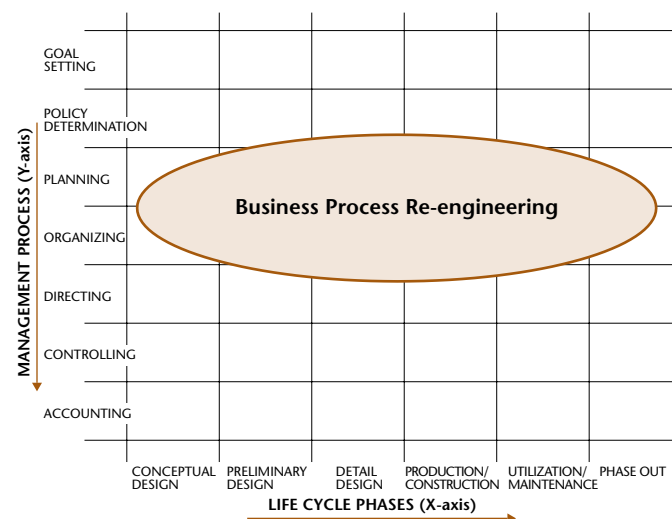 GOAL
SETTING
POLICY
DETERMINATION
PLANNING
ORGANIZING
DIRECTING
CONTROLLING
ACCOUNTING
MANAGEMENT PROCESS (Y-axis)
Business Process Re-engineering
CONCEPTUAL
DESIGN
PRELIMINARY
DESIGN
DETAIL
DESIGN
PRODUCTION/
CONSTRUCTION
UTILIZATION/
MAINTENANCE
PHASE OUT
LIFE CYCLE PHASES (X-axis)